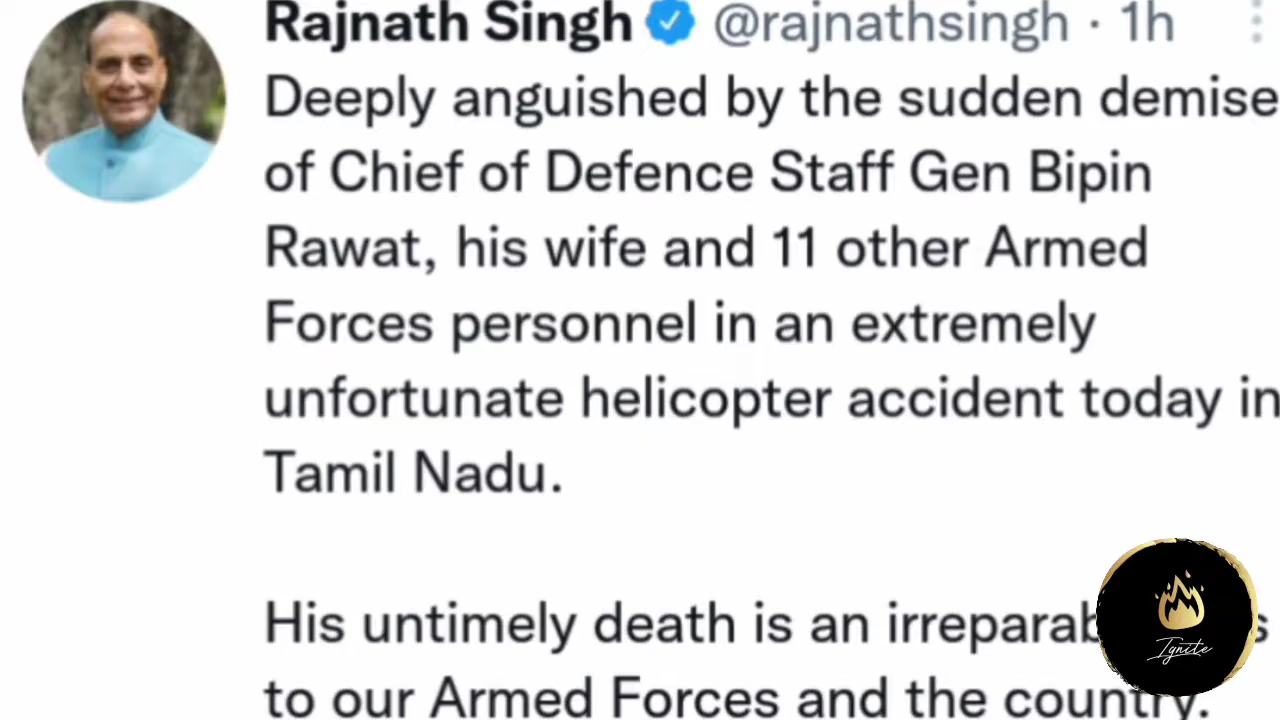 Rajnath Singh @rajnathsingh · 1h
Deeply anguished by the sudden demise
of Chief of Defence Staff Gen Bipin
Rawat, his wife and 11 other Armed
Forces personnel in an extremely
unfortunate helicopter accident today in
Tamil Nadu.
His untimely death is an
to our Armed Forces and the country.
Ignite